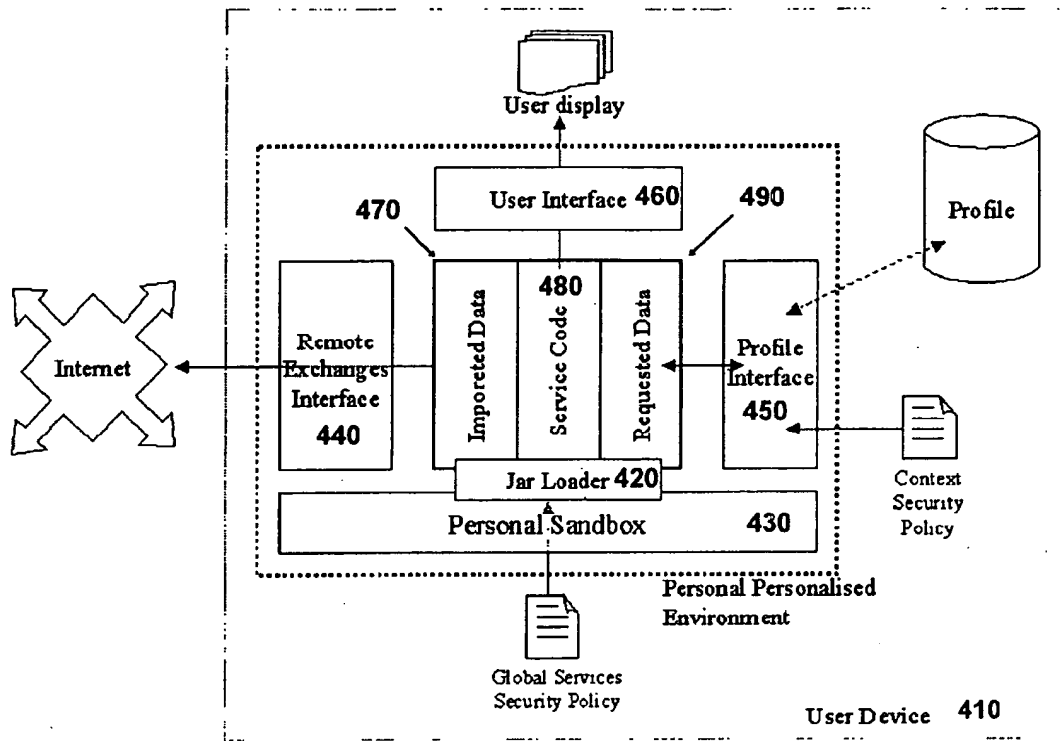 User display
User Interface 460
470
490
Profile
Internet
Remote
Exchanges
Interface
440
Imporeted Data
480
Service Code
Requested Data
Profile
Interface
450
Jar Loader 420
Personal Sandbox 430
Context
Security
Policy
Personal Personalised
Environment
Global Services
Security Policy
User Device 410